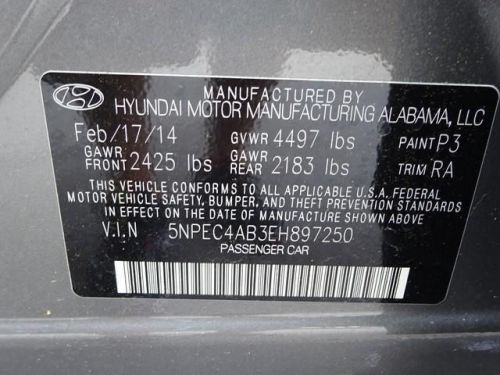 MANUFACTURED BY
HYUNDAI MOTOR MANUFACTURING ALABAMA, LLC
Feb/17/14 GVWR 4497 lbs PAINT P3
GAWR FRONT 2425 lbs GAWR REAR 2183 lbs TRIM RA
THIS VEHICLE CONFORMS TO ALL APPLICABLE U.S.A. FEDERAL
MOTOR VEHICLE SAFETY, BUMPER, AND THEFT PREVENTION STANDARDS
IN EFFECT ON THE DATE OF MANUFACTURE SHOWN ABOVE
V.I.N 5NPEC4AB3EH897250
PASSENGER CAR